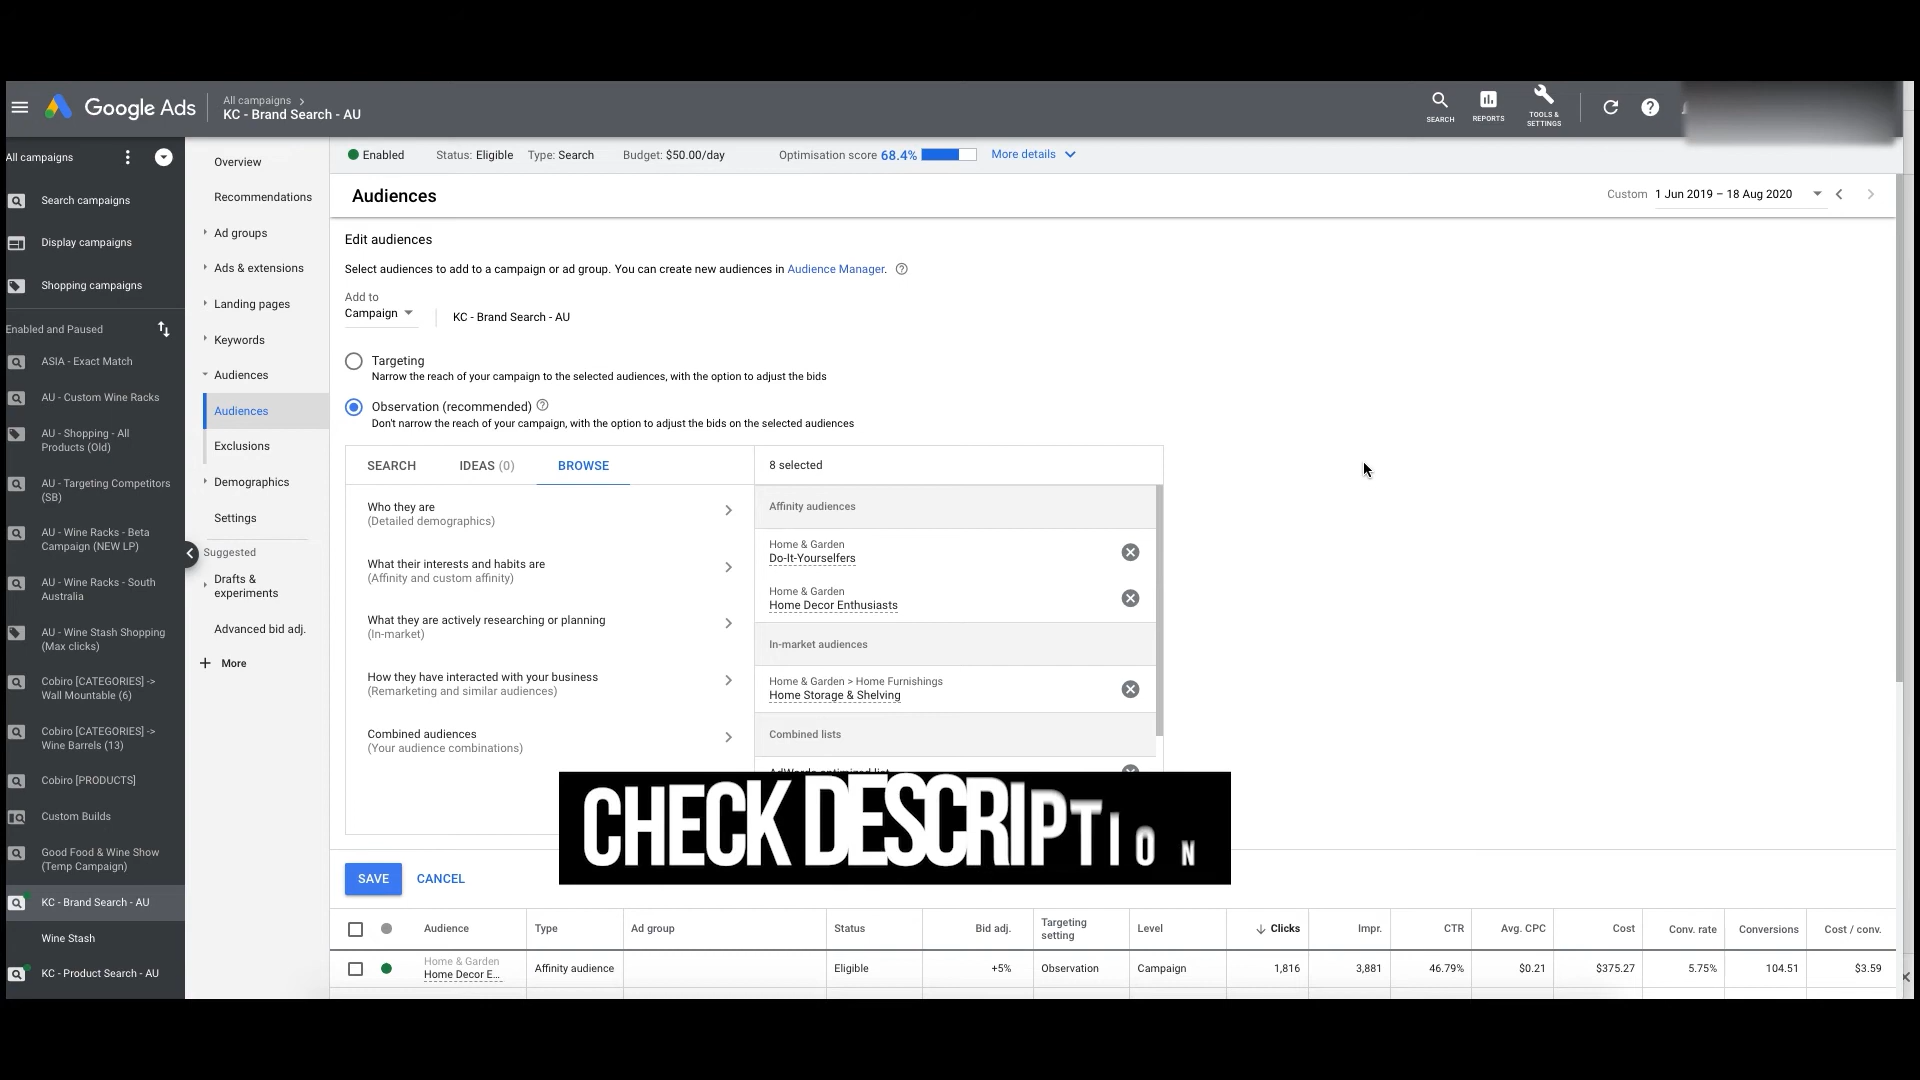 Google Ads
All campaigns
KC - Brand Search - AU
SEARCH
REPORTS
TOOLS &
SETTINGS
All campaigns
Search campaigns
Display campaigns
Shopping campaigns
Enabled and Paused
ASIA - Exact Match
AU - Custom Wine Racks
AU - Shopping - All
Products (Old)
AU - Targeting Competitors
(SB)
AU - Wine Racks - Beta
Campaign (NEW LP)
AU - Wine Racks - South
Australia
AU - Wine Stash Shopping
(Max clicks)
Cobiro [CATEGORIES] ->
Wall Mountable (6)
Cobiro [CATEGORIES] ->
Wine Barrels (13)
Cobiro [PRODUCTS]
Custom Builds
Good Food & Wine Show
(Temp Campaign)
KC - Brand Search - AU
Wine Stash
KC - Product Search - AU
Overview
Recommendations
Ad groups
Ads & extensions
Landing pages
Keywords
Audiences
Audiences
Exclusions
Demographics
Settings
Suggested
Drafts &
experiments
Advanced bid adj.
More
Enabled Status: Eligible Type: Search Budget: $50.00/day Optimisation score 68.4% More details
Audiences
Custom 1 Jun 2019 – 18 Aug 2020
Edit audiences
Select audiences to add to a campaign or ad group. You can create new audiences in Audience Manager.
Add to
Campaign KC - Brand Search - AU
Targeting
Narrow the reach of your campaign to the selected audiences, with the option to adjust the bids
Observation (recommended)
Don't narrow the reach of your campaign, with the option to adjust the bids on the selected audiences
SEARCH IDEAS (0) BROWSE
Who they are
(Detailed demographics)
What their interests and habits are
(Affinity and custom affinity)
What they are actively researching or planning
(In-market)
How they have interacted with your business
(Remarketing and similar audiences)
Combined audiences
(Your audience combinations)
8 selected
Affinity audiences
Home & Garden
Do-It-Yourselfers
Home & Garden
Home Decor Enthusiasts
In-market audiences
Home & Garden > Home Furnishings
Home Storage & Shelving
Combined lists
CHECK DESCRIPTION
SAVE CANCEL
Audience Type Ad group Status Bid adj. Targeting setting Level Clicks Impr. CTR Avg. CPC Cost Conv. rate Conversions Cost / conv.
Home & Garden
Home Decor E... Affinity audience Eligible +5% Observation Campaign 1,816 3,881 46.79% $0.21 $375.27 5.75% 104.51 $3.59